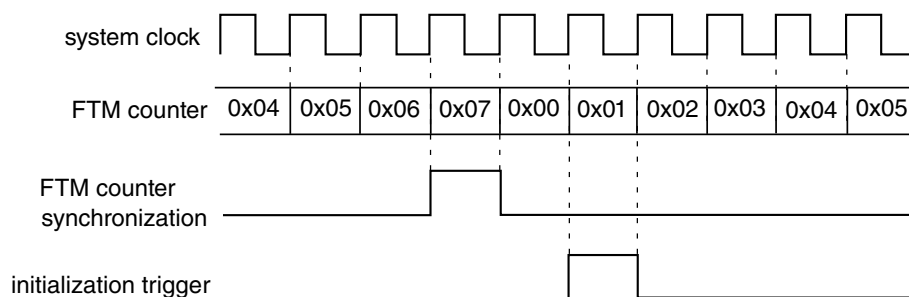 system clock
FTM counter 0x04 0x05 0x06 0x07 0x00 0x01 0x02 0x03 0x04 0x05
FTM counter
synchronization
initialization trigger